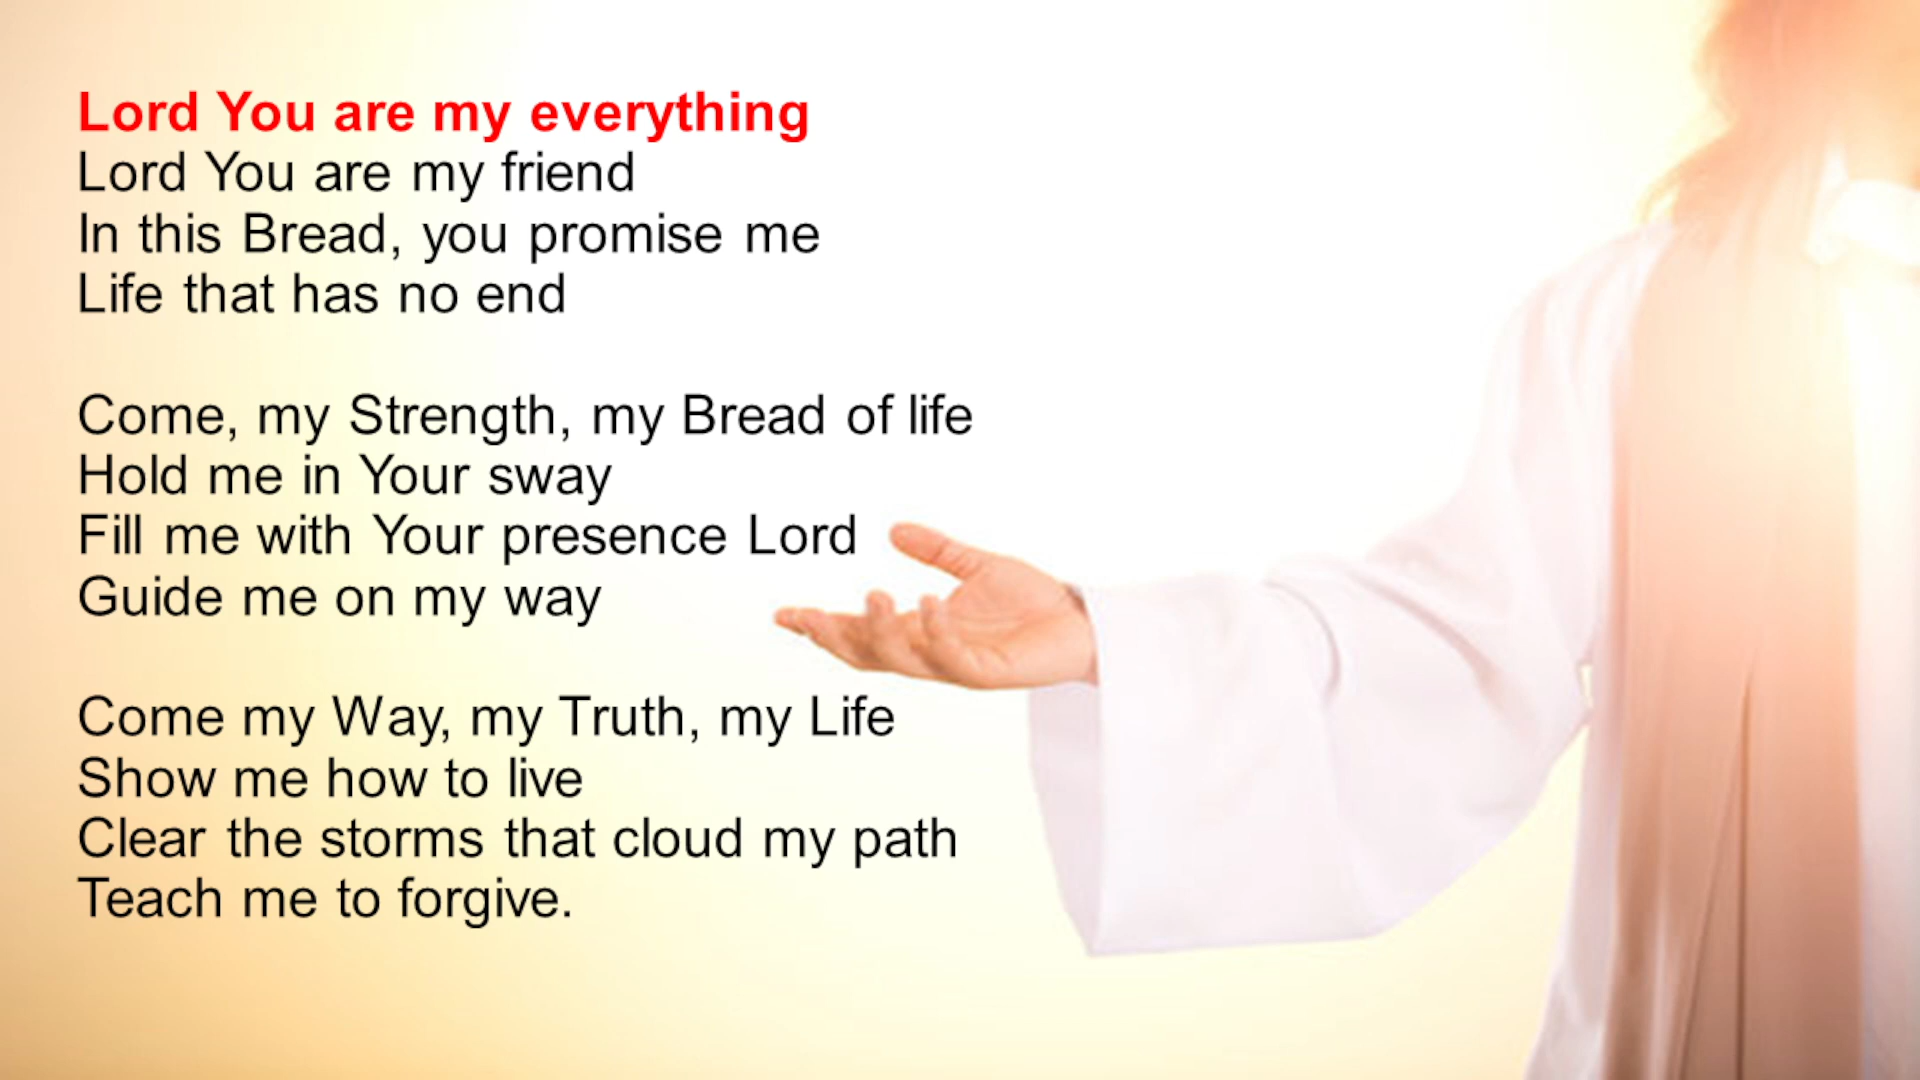 Lord You are my everything
Lord You are my friend
In this Bread, you promise me
Life that has no end
Come, my Strength, my Bread of life
Hold me in Your sway
Fill me with Your presence Lord
Guide me on my way
Come my Way, my Truth, my Life
Show me how to live
Clear the storms that cloud my path
Teach me to forgive.